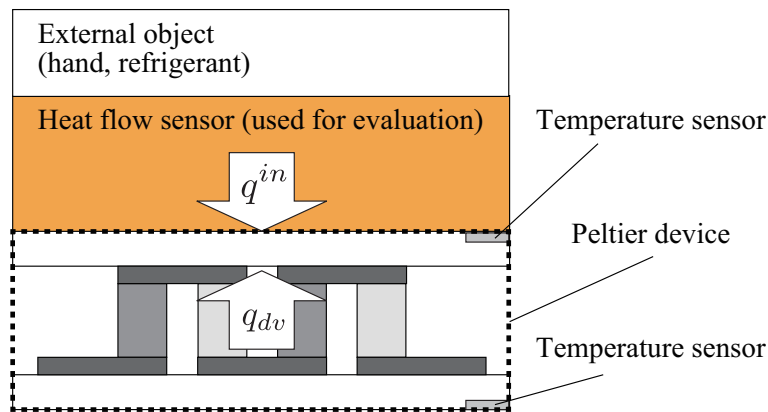 External object
(hand, refrigerant)
Heat flow sensor (used for evaluation)
Temperature sensor
q^{in}
Peltier device
q_{dv}
Temperature sensor